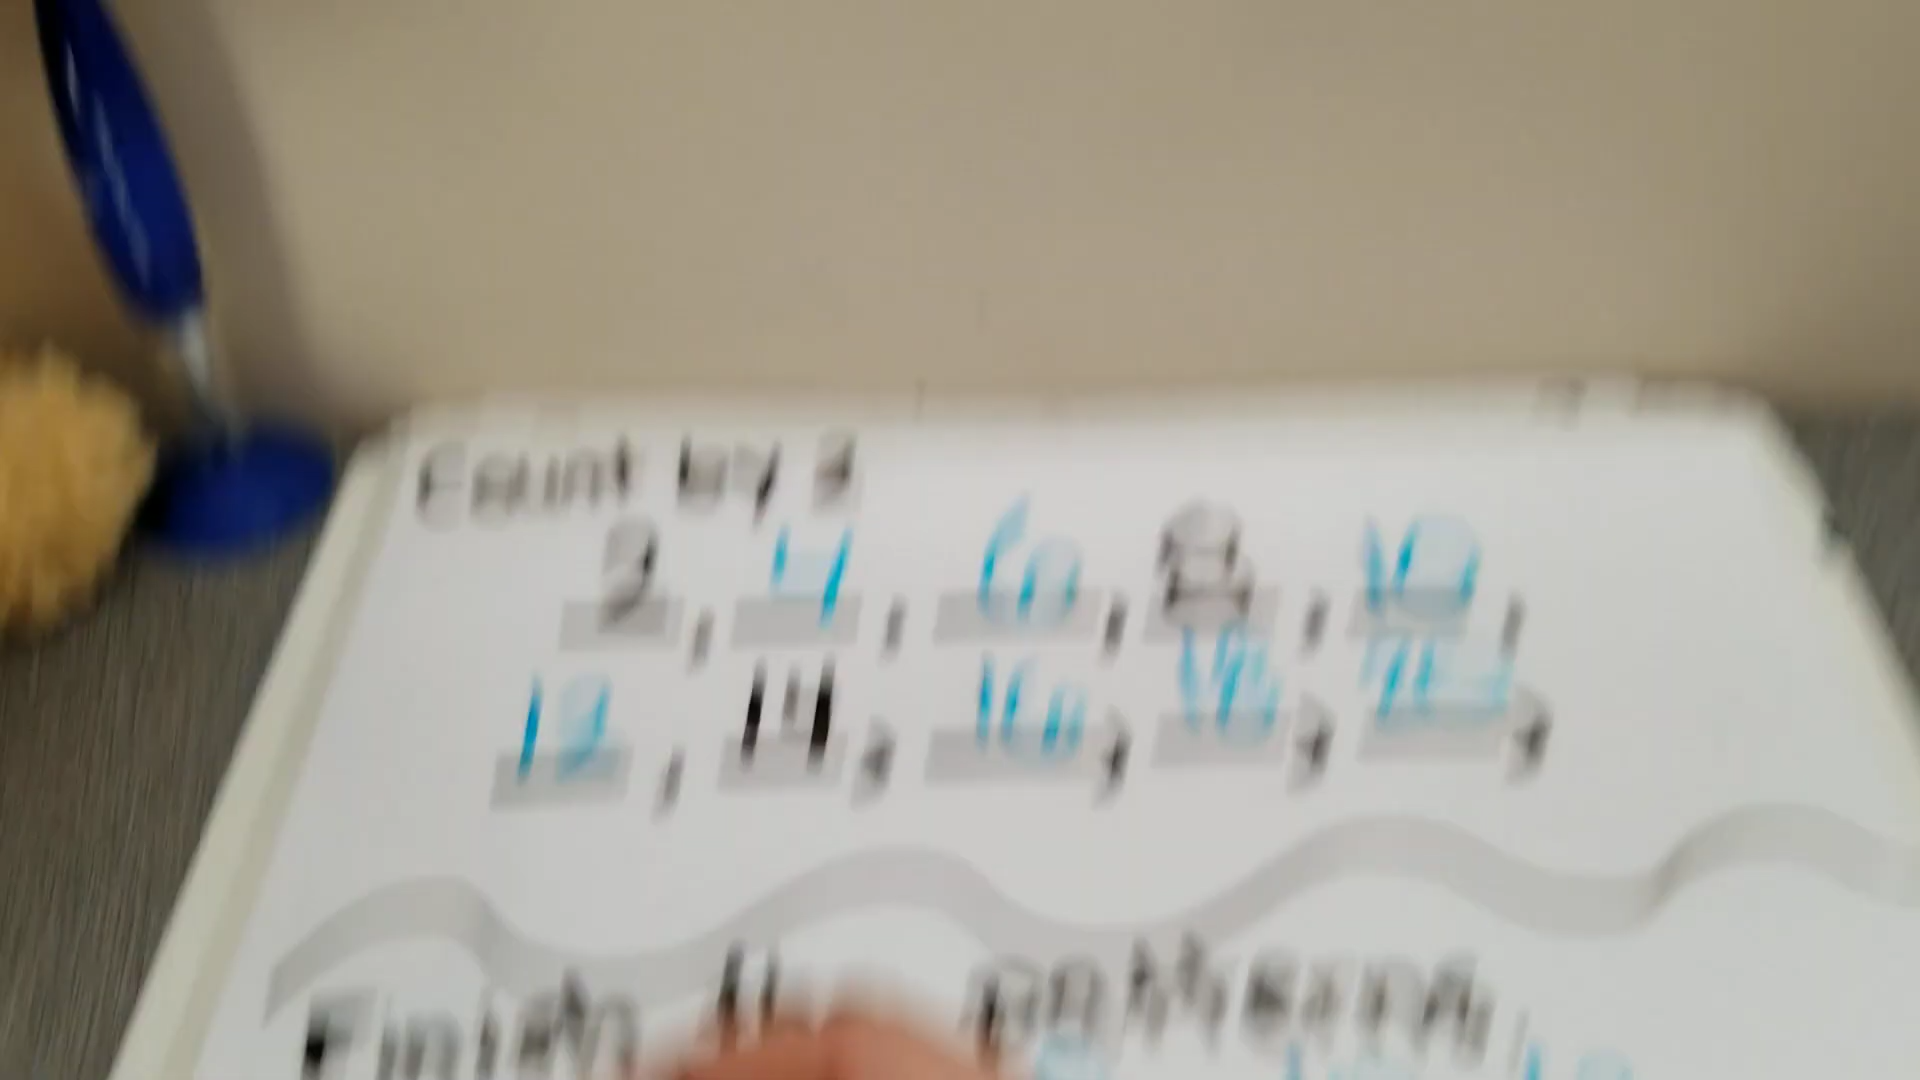 Count by 2
2, 4, 6, 8, 10,
12, 14, 16, 18, 20,
Finish the pattern.